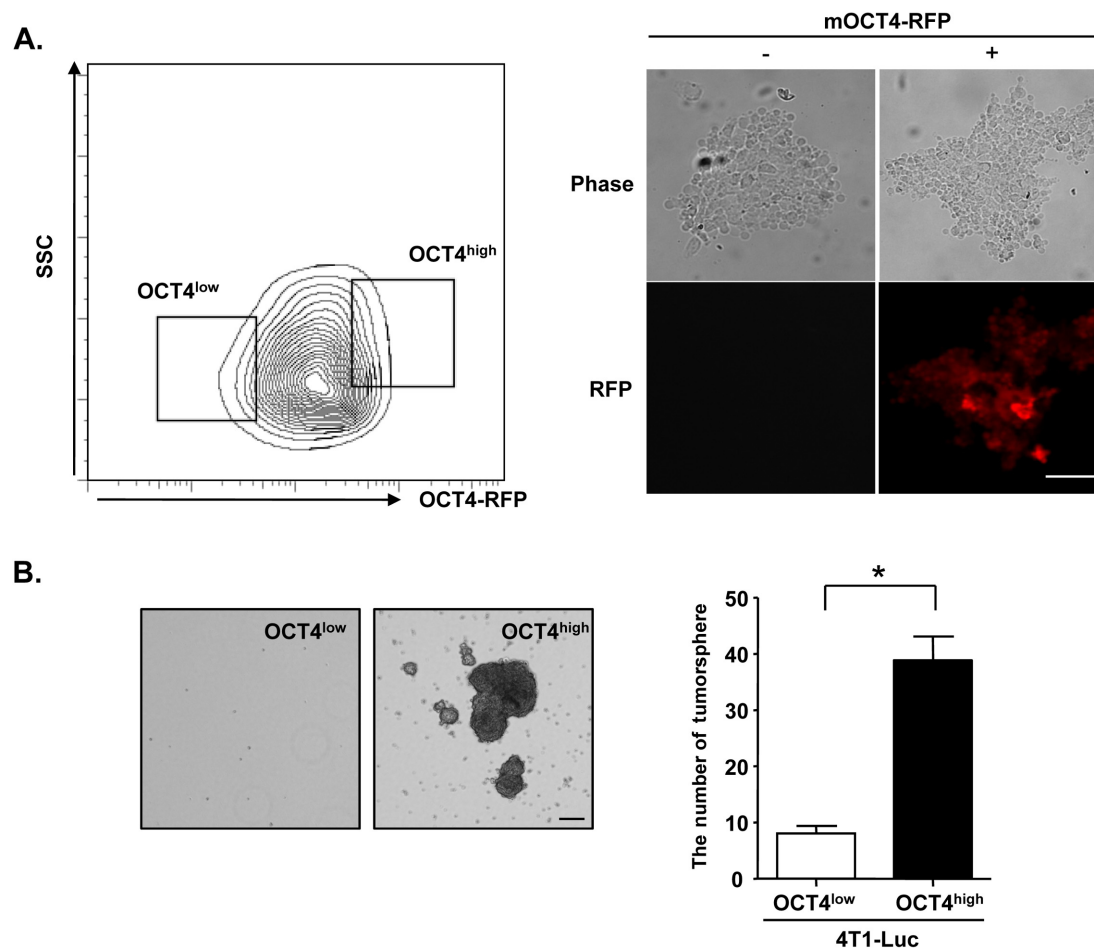 A.
mOCT4-RFP
- +
Phase
RFP
SSC
OCT4low
OCT4high
OCT4-RFP
B.
OCT4low
OCT4high
*
The number of tumorsphere
50
40
30
20
10
0
OCT4low OCT4high
4T1-Luc